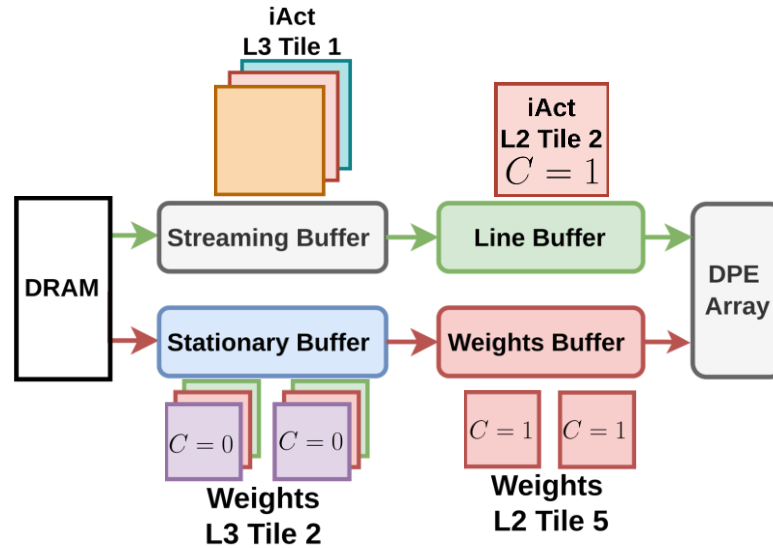 iAct
L3 Tile 1
iAct
L2 Tile 2
C = 1
DRAM
Streaming Buffer
Line Buffer
DP
E
Array
Stationary Buffer
Weights Buffer
C = 0
C = 0
C = 1
C = 1
Weights
L3 Tile 2
Weights
L2 Tile 5